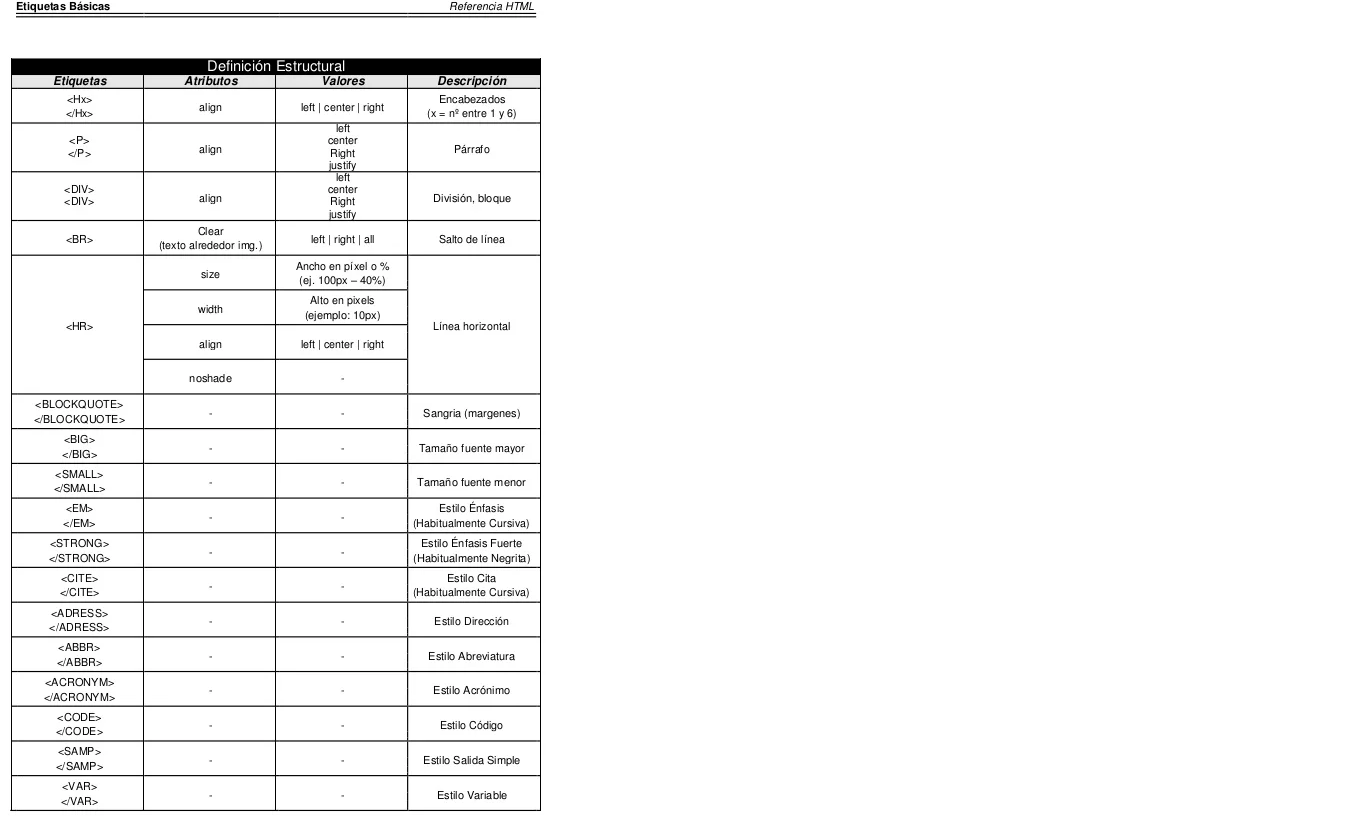 Etiquetas Básicas Referencia HTML
Definición Estructural
Etiquetas Atributos Valores Descripción
<Hx>
</Hx>
align
left | center | right
Encabezados
(x = nº entre 1 y 6)
<P>
</P>
align
left
center
Right
justify
Párrafo
<DIV>
<DIV>
align
left
center
Right
justify
División, bloque
<BR>
Clear
(texto alrededor img.)
left | right | all
Salto de línea
<HR>
size
Ancho en píxel o %
(ej. 100px – 40%)
width
Alto en pixels
(ejemplo: 10px)
align
left | center | right
noshade
-
Línea horizontal
<BLOCKQUOTE>
</BLOCKQUOTE>
-
-
Sangria (margenes)
<BIG>
</BIG>
-
-
Tamaño fuente mayor
<SMALL>
</SMALL>
-
-
Tamaño fuente menor
<EM>
</EM>
-
-
Estilo Énfasis
(Habitualmente Cursiva)
<STRONG>
</STRONG>
-
-
Estilo Énfasis Fuerte
(Habitualmente Negrita)
<CITE>
</CITE>
-
-
Estilo Cita
(Habitualmente Cursiva)
<ADRESS>
</ADRESS>
-
-
Estilo Dirección
<ABBR>
</ABBR>
-
-
Estilo Abreviatura
<ACRONYM>
</ACRONYM>
-
-
Estilo Acrónimo
<CODE>
</CODE>
-
-
Estilo Código
<SAMP>
</SAMP>
-
-
Estilo Salida Simple
<VAR>
</VAR>
-
-
Estilo Variable